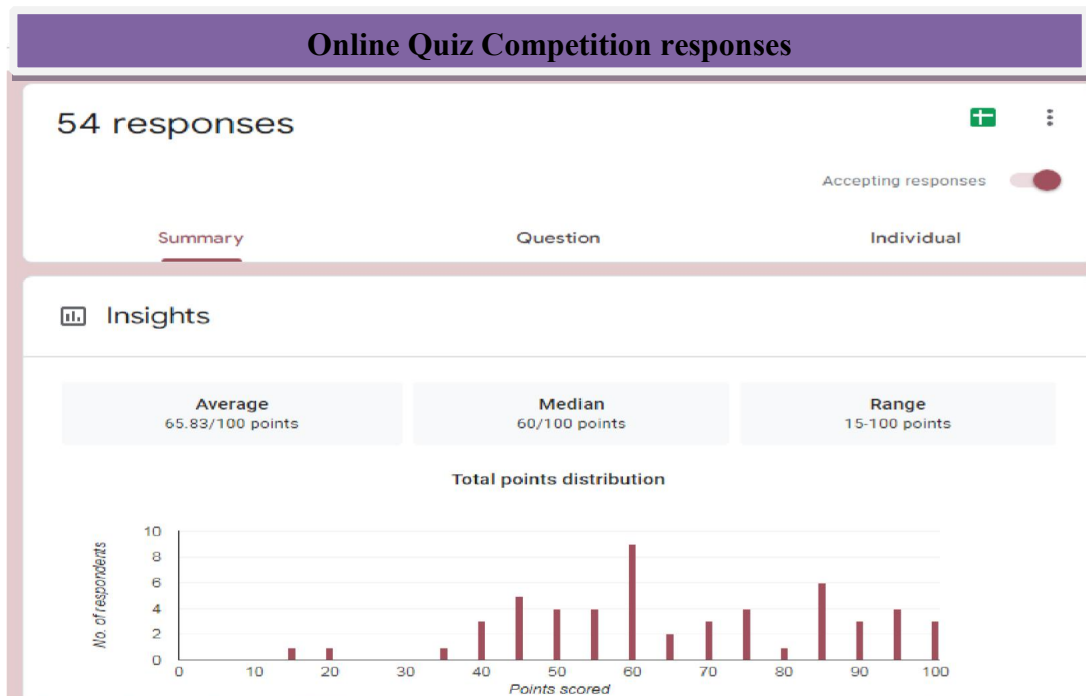 Online Quiz Competition responses
54 responses
Accepting responses
Summary Question Individual
Insights
Average Median Range
65.83/100 points 60/100 points 15-100 points
Total points distribution
No. of respondents
10
8
6
4
2
0
0 10 20 30 40 50 60 70 80 90 100
Points scored